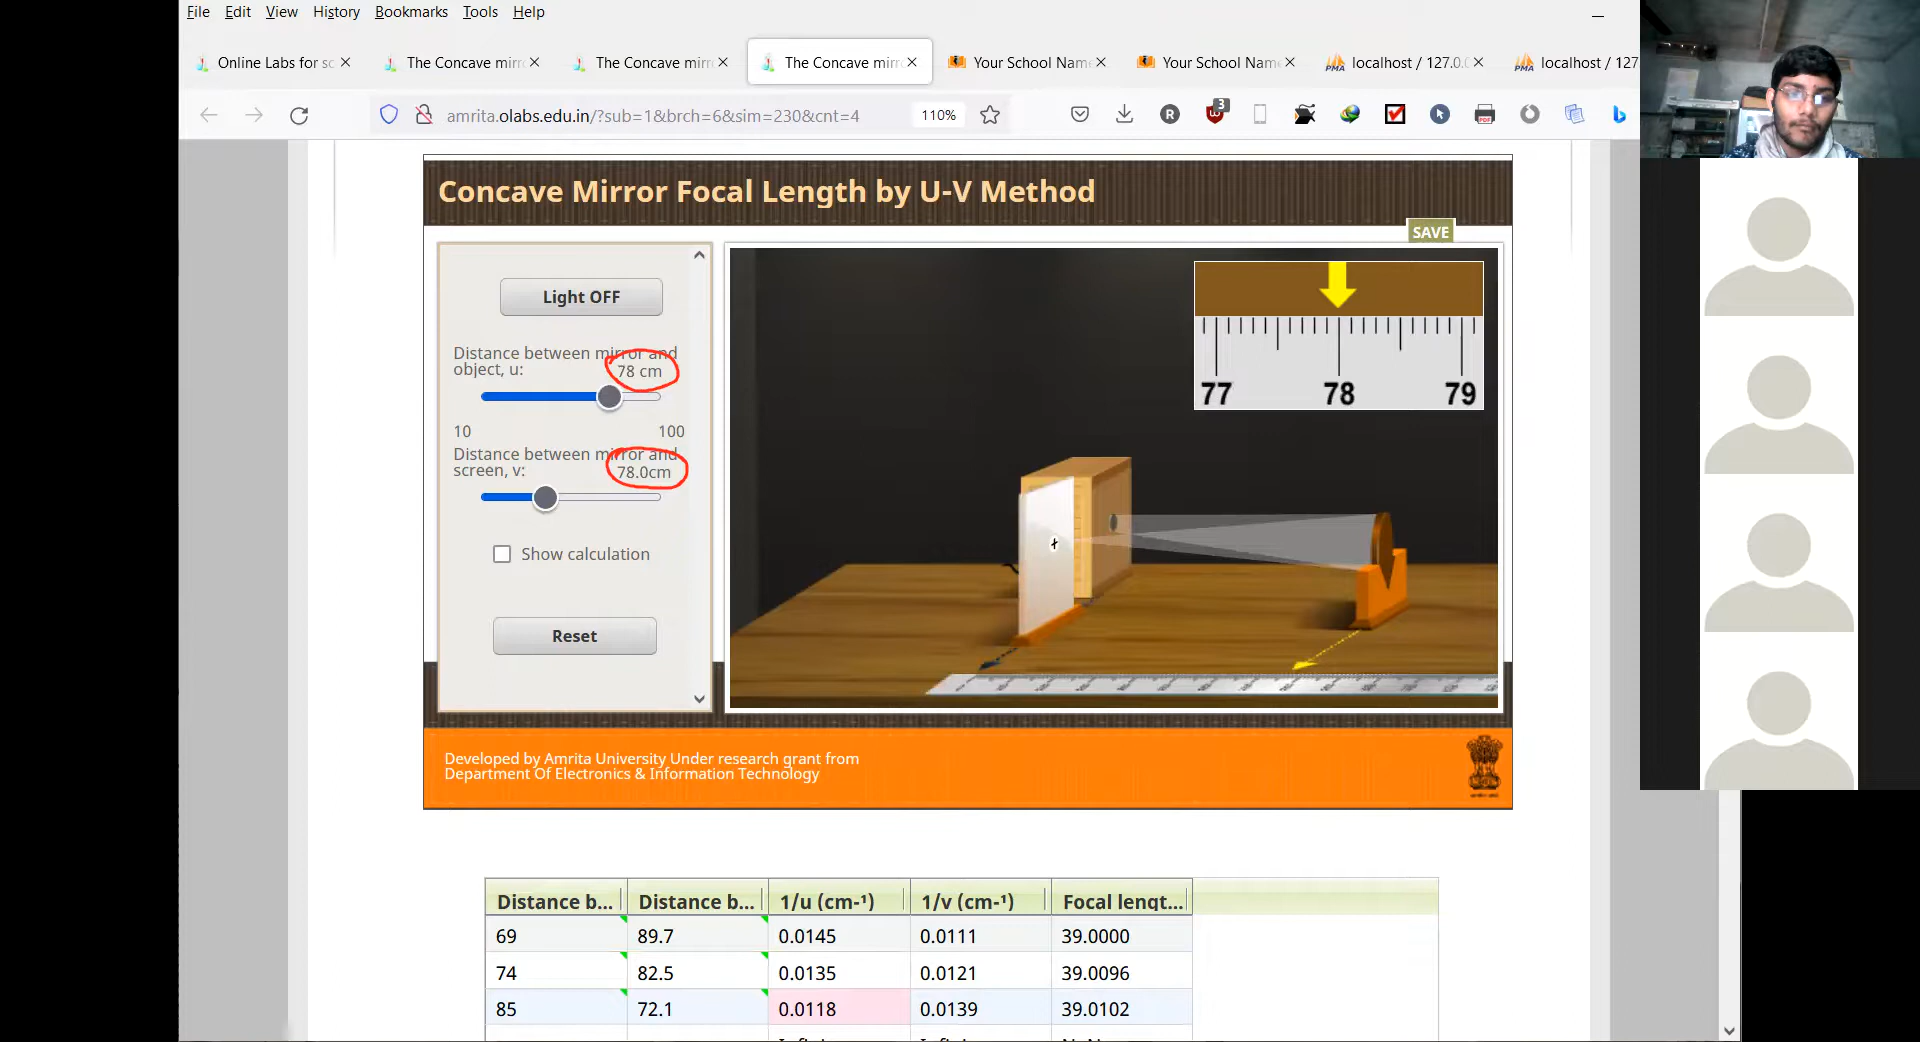 File Edit View History Bookmarks Tools Help
Online Labs for sc
The Concave mirr
The Concave mirr
The Concave mirr
Your School Name
Your School Name
localhost / 127.0.0
localhost / 127
amrita.olabs.edu.in/?sub=1&brch=6&sim=230&cnt=4 110%
R 3
Concave Mirror Focal Length by U-V Method
SAVE
Light OFF
Distance between mirror and
object, u: 78 cm
10 100
Distance between mirror and
screen, v: 78.0cm
Show calculation
Reset
77 78 79
Developed by Amrita University Under research grant from
Department Of Electronics & Information Technology
Distance b... Distance b... 1/u (cm-¹) 1/v (cm-¹) Focal lengt...
69 89.7 0.0145 0.0111 39.0000
74 82.5 0.0135 0.0121 39.0096
85 72.1 0.0118 0.0139 39.0102